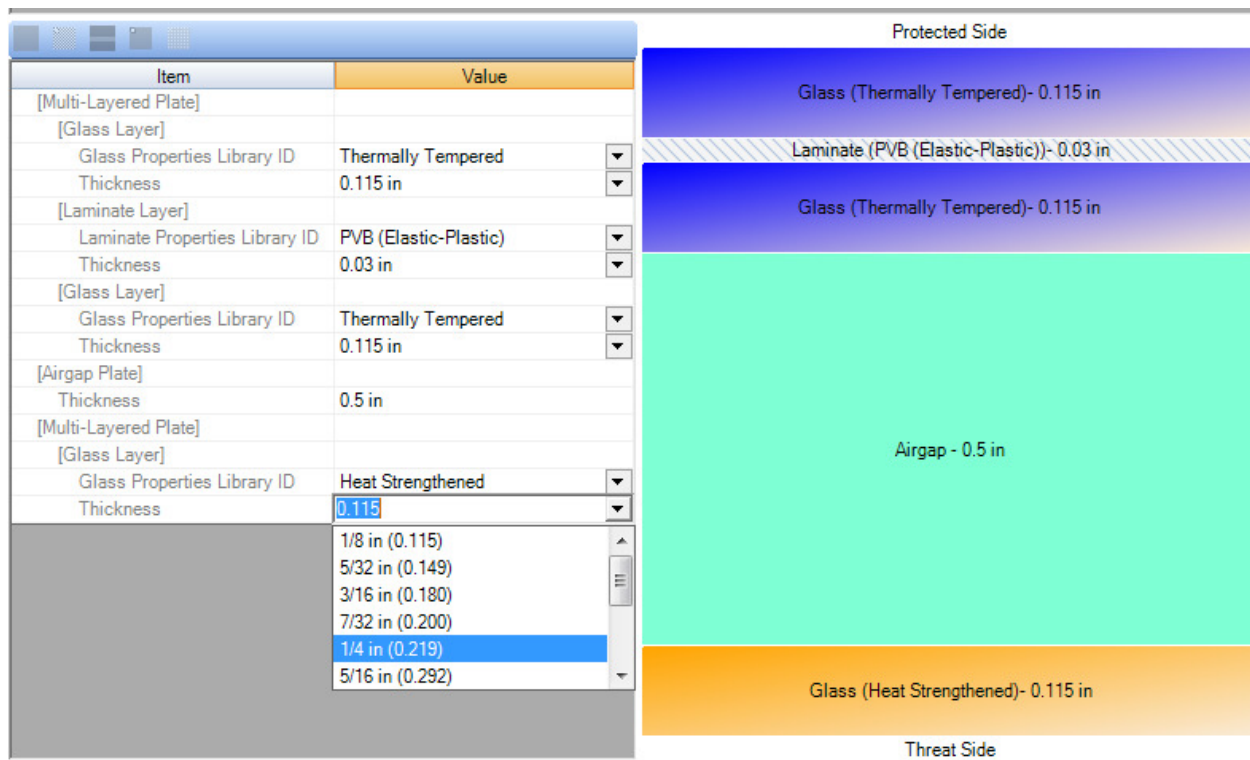 Item Value
[Multi-Layered Plate]
[Glass Layer]
Glass Properties Library ID Thermally Tempered
Thickness 0.115 in
[Laminate Layer]
Laminate Properties Library ID PVB (Elastic-Plastic)
Thickness 0.03 in
[Glass Layer]
Glass Properties Library ID Thermally Tempered
Thickness 0.115 in
[Airgap Plate]
Thickness 0.5 in
[Multi-Layered Plate]
[Glass Layer]
Glass Properties Library ID Heat Strengthened
Thickness 0.115
1/8 in (0.115)
5/32 in (0.149)
3/16 in (0.180)
7/32 in (0.200)
1/4 in (0.219)
5/16 in (0.292)
Protected Side
Glass (Thermally Tempered)- 0.115 in
Laminate (PVB (Elastic-Plastic))- 0.03 in
Glass (Thermally Tempered)- 0.115 in
Airgap - 0.5 in
Glass (Heat Strengthened)- 0.115 in
Threat Side